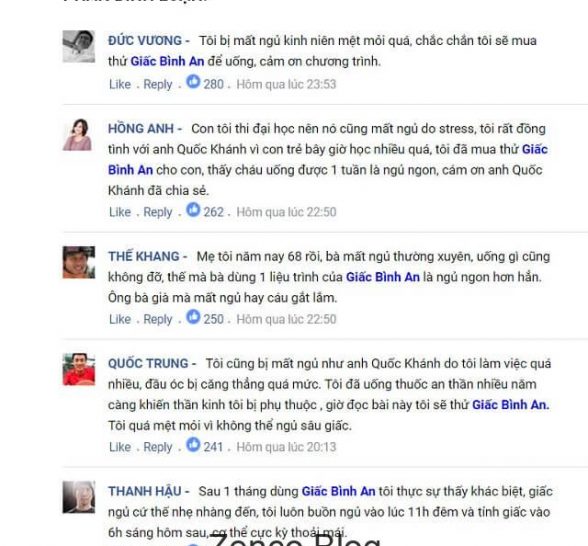 ĐỨC VƯƠNG - Tôi bị mất ngủ kinh niên mệt mỏi quá, chắc chắn tôi sẽ mua
thử Giấc Bình An để uống, cám ơn chương trình.
Like . Reply . 280 . Hôm qua lúc 23:53
HỒNG ANH - Con tôi thi đại học nên nó cũng mất ngủ do stress, tôi rất đồng
tình với anh Quốc Khánh vì con trẻ bây giờ học nhiều quá, tôi đã mua thử Giấc
Bình An cho con, thấy cháu uống được 1 tuần là ngủ ngon, cám ơn anh Quốc
Khánh đã chia sẻ.
Like . Reply . 262 . Hôm qua lúc 22:50
THẾ KHANG - Mẹ tôi năm nay 68 rồi, bà mất ngủ thường xuyên, uống gì cũng
không đỡ, thế mà bà dùng 1 liệu trình của Giấc Bình An là ngủ ngon hơn hẳn.
Ông bà già mà mất ngủ hay cáu gắt lắm.
Like . Reply . 250 . Hôm qua lúc 22:50
QUỐC TRUNG - Tôi cũng bị mất ngủ như anh Quốc Khánh do tôi làm việc quá
nhiều, đầu óc bị căng thẳng quá mức. Tôi đã uống thuốc an thần nhiều năm
càng khiến thần kinh tôi bị phụ thuộc , giờ đọc bài này tôi sẽ thử Giấc Bình An.
Tôi quá mệt mỏi vì không thể ngủ sâu giấc.
Like . Reply . 241 . Hôm qua lúc 20:13
THANH HẬU - Sau 1 tháng dùng Giấc Bình An tôi thực sự thấy khác biệt, giấc
ngủ cứ thế nhẹ nhàng đến, tôi luôn buồn ngủ vào lúc 11h đêm và tỉnh giấc vào
6h sáng hôm sau, cơ thể cực kỳ thoải mái.